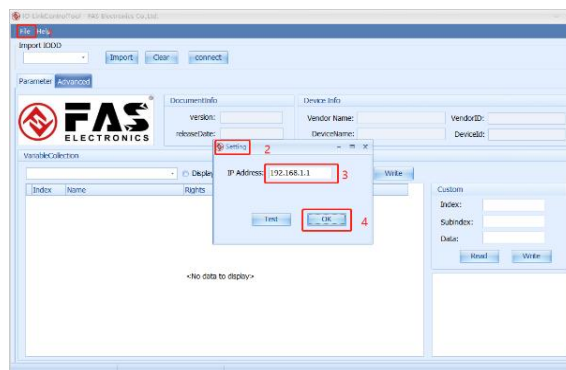 IO-LinkControlTool - FAS Electronics Co.,Ltd.
File Help
Import IODD
Import Clear connect
Parameter Advanced
DocumentInfo
Device Info
version:
Vendor Name:
VendorID:
releaseDate:
DeviceName:
DeviceId:
FAS
ELECTRONICS
®
VariableCollection
Setting
2
IP Address: 192.168.1.1
3
Test
OK
4
Display
Write
Index Name Rights
Custom
Index:
Subindex:
Data:
Read Write
<No data to display>